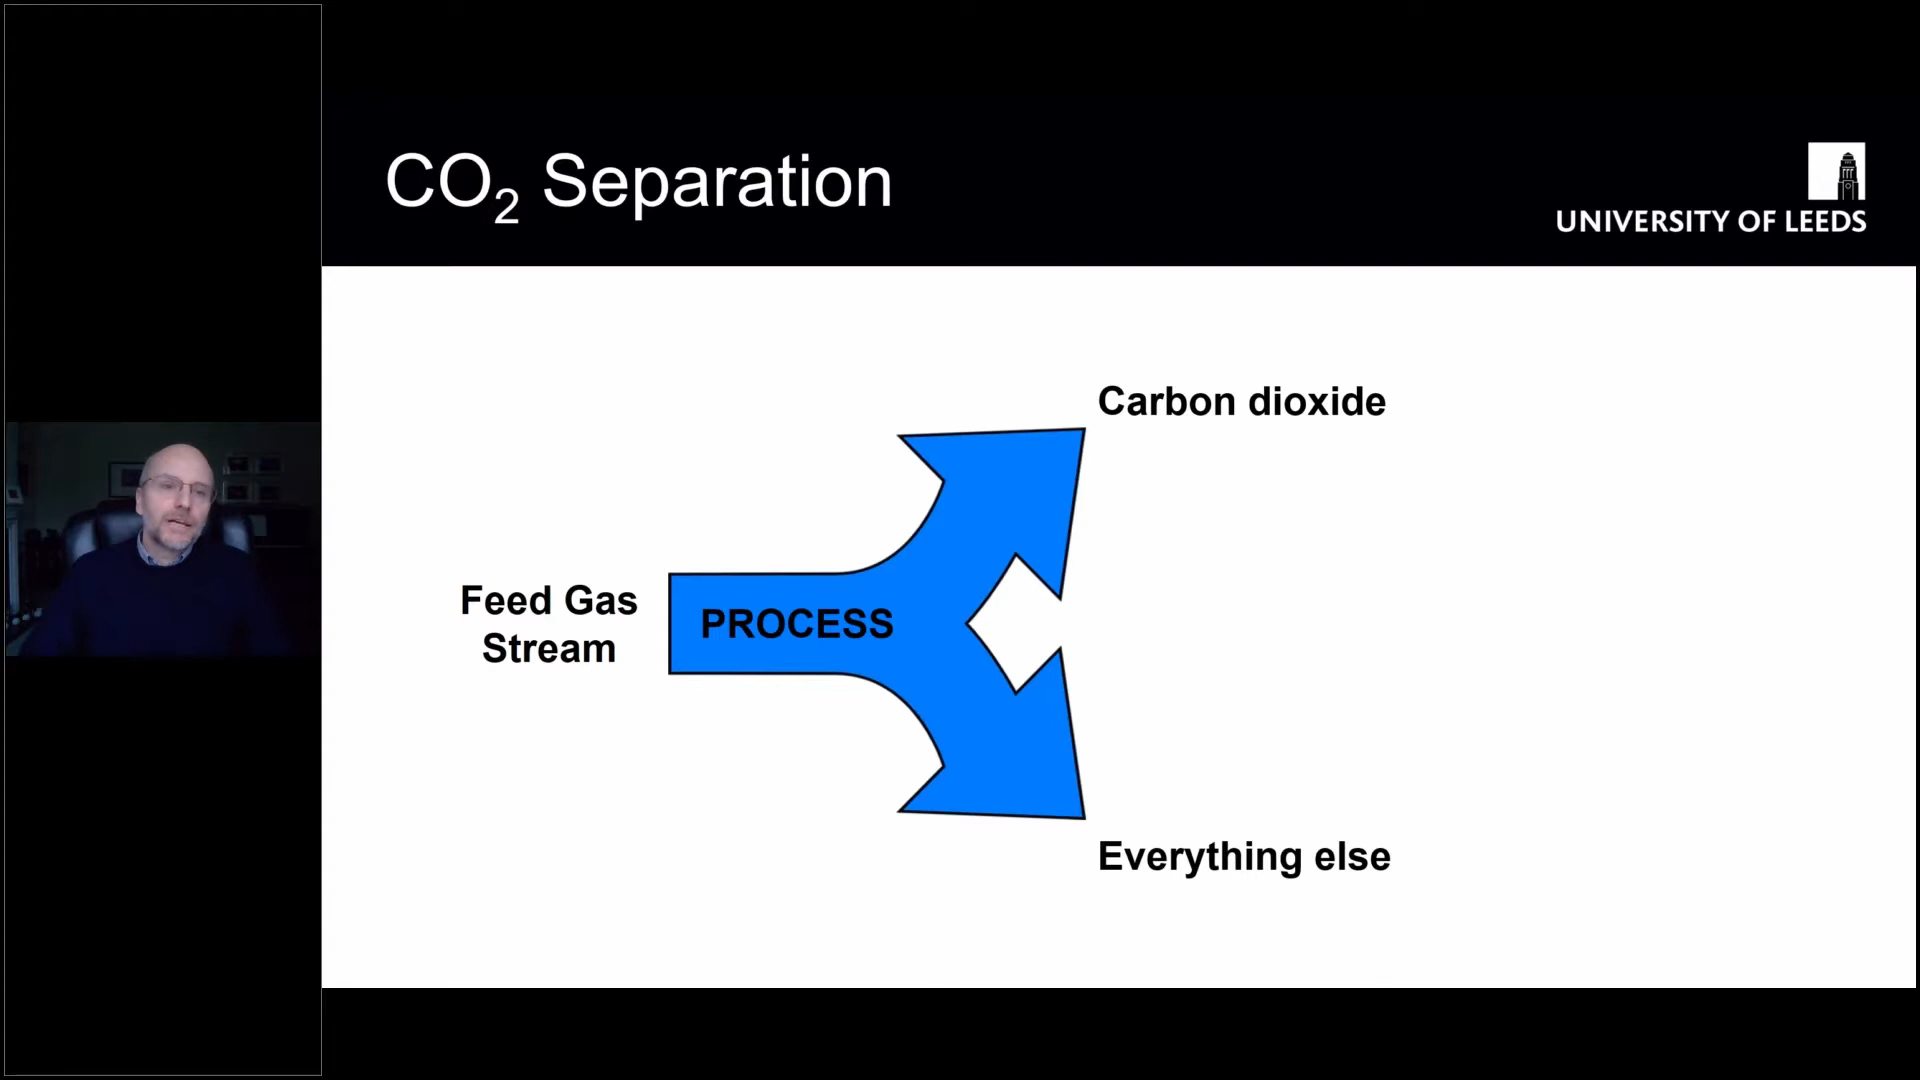 CO₂ Separation
UNIVERSITY OF LEEDS
Carbon dioxide
Feed Gas
Stream
PROCESS
Everything else